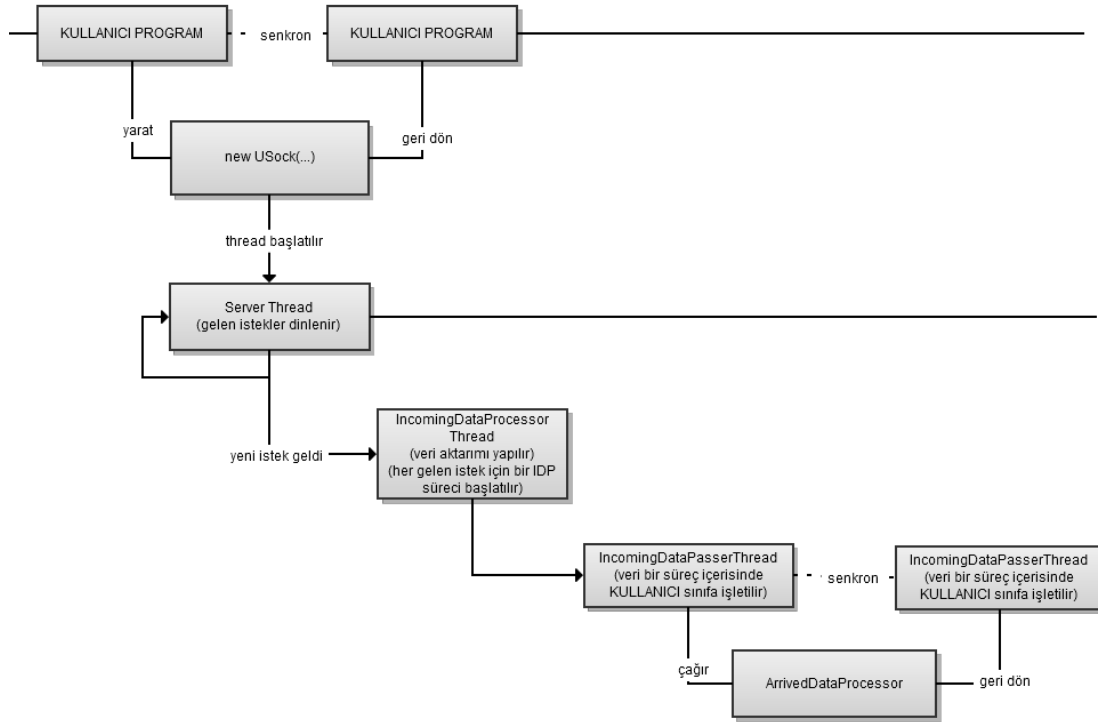 KULLANICI PROGRAM
senkron
KULLANICI PROGRAM
yarat
new USock(...)
geri dön
thread başlatılır
Server Thread
(gelen istekler dinlenir)
yeni istek geldi
IncomingDataProcessor
Thread
(veri aktarımı yapılır)
(her gelen istek için bir IDP
süreci başlatılır)
IncomingDataPasserThread
(veri bir süreç içerisinde
KULLANICI sınıfa işletilir)
senkron
IncomingDataPasserThread
(veri bir süreç içerisinde
KULLANICI sınıfa işletilir)
çağır
ArrivedDataProcessor
geri dön